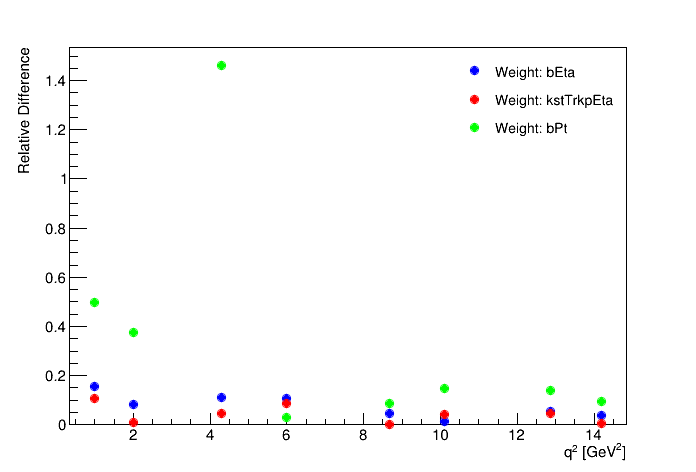 Relative Difference
Weight: bEta
Weight: kstTrkpEta
Weight: bPt
1.4
1.2
1
0.8
0.6
0.4
0.2
0
2 4 6 8 10 12 14
q² [GeV²]